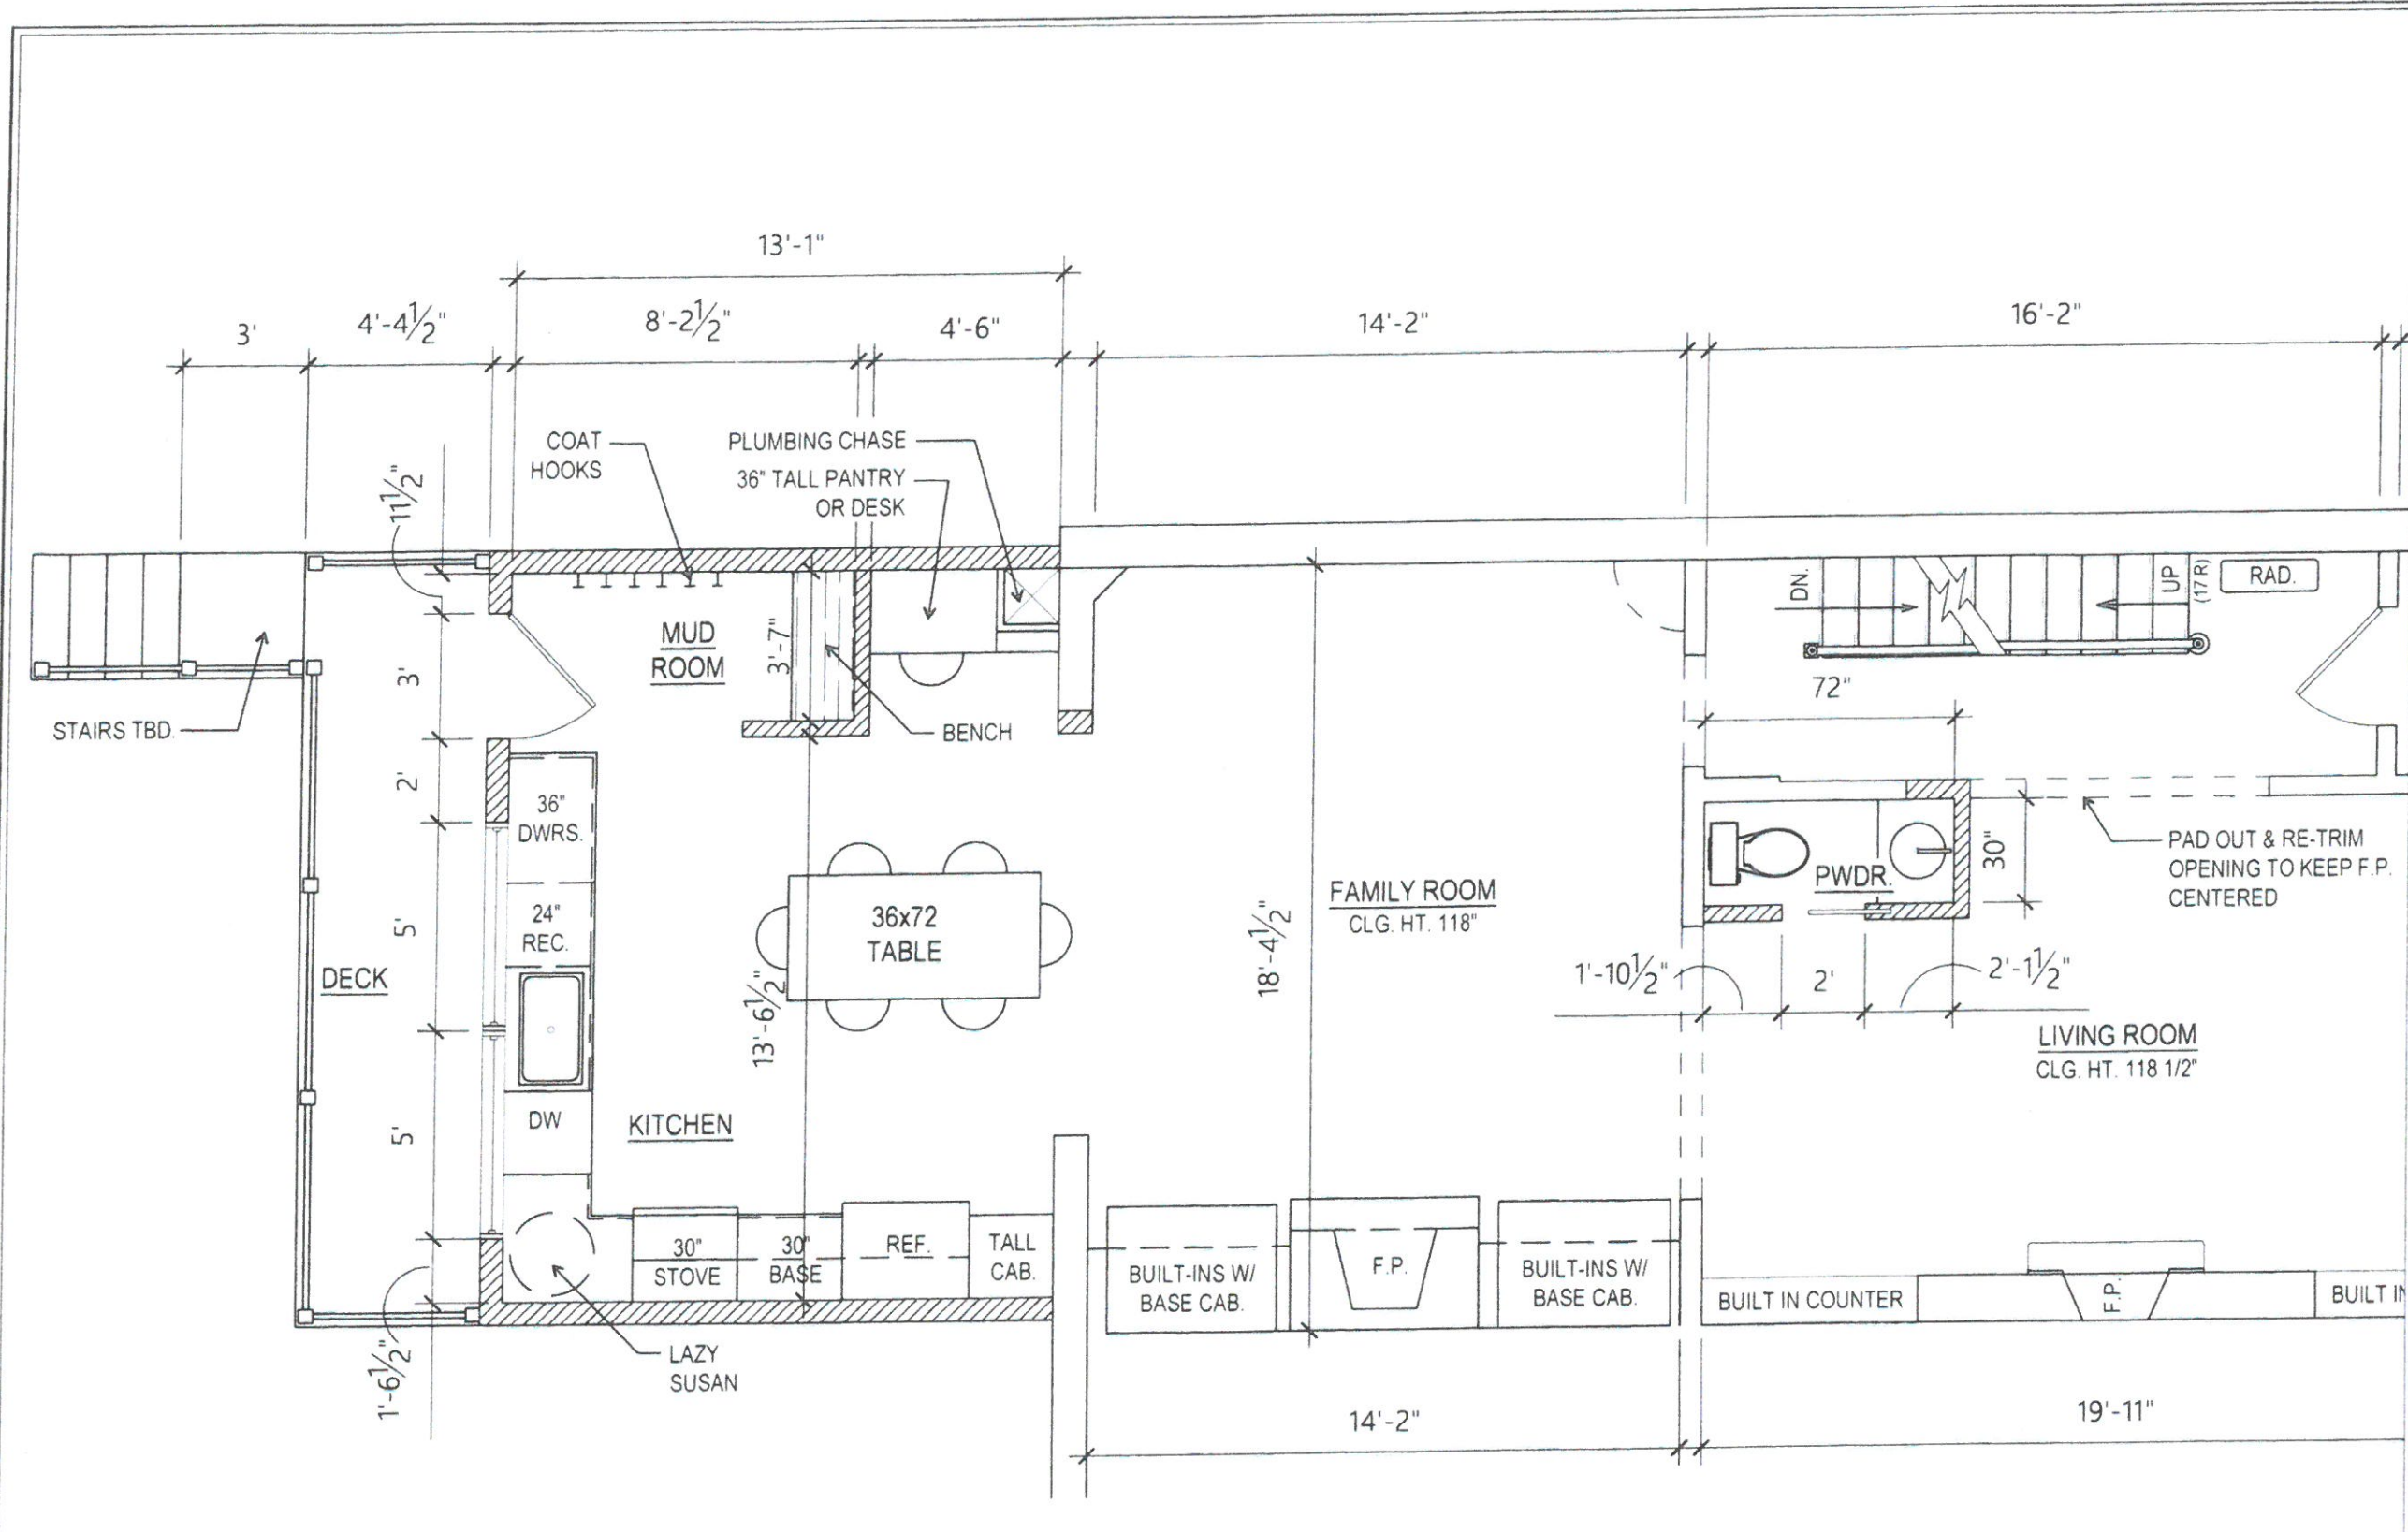 13'-1"
3'
4'-4½"
8'-2½"
4'-6"
14'-2"
16'-2"
COAT
HOOKS
PLUMBING CHASE
36" TALL PANTRY
OR DESK
11½"
MUD
ROOM
3'-7"
3'
DN.
UP
(17 R)
RAD.
72"
STAIRS TBD.
BENCH
2'
36"
DWRS.
24"
REC.
5'
DECK
36x72
TABLE
13'-6½"
FAMILY ROOM
CLG. HT. 118"
18'-4½"
PWDR.
30"
PAD OUT & RE-TRIM
OPENING TO KEEP F.P.
CENTERED
1'-10½"
2'
2'-1½"
LIVING ROOM
CLG. HT. 118 1/2"
DW
KITCHEN
5'
30"
STOVE
30"
BASE
REF.
TALL
CAB.
BUILT-INS W/
BASE CAB.
F.P.
BUILT-INS W/
BASE CAB.
BUILT IN COUNTER
F.P.
BUILT IN
LAZY
SUSAN
1'-6½"
14'-2"
19'-11"